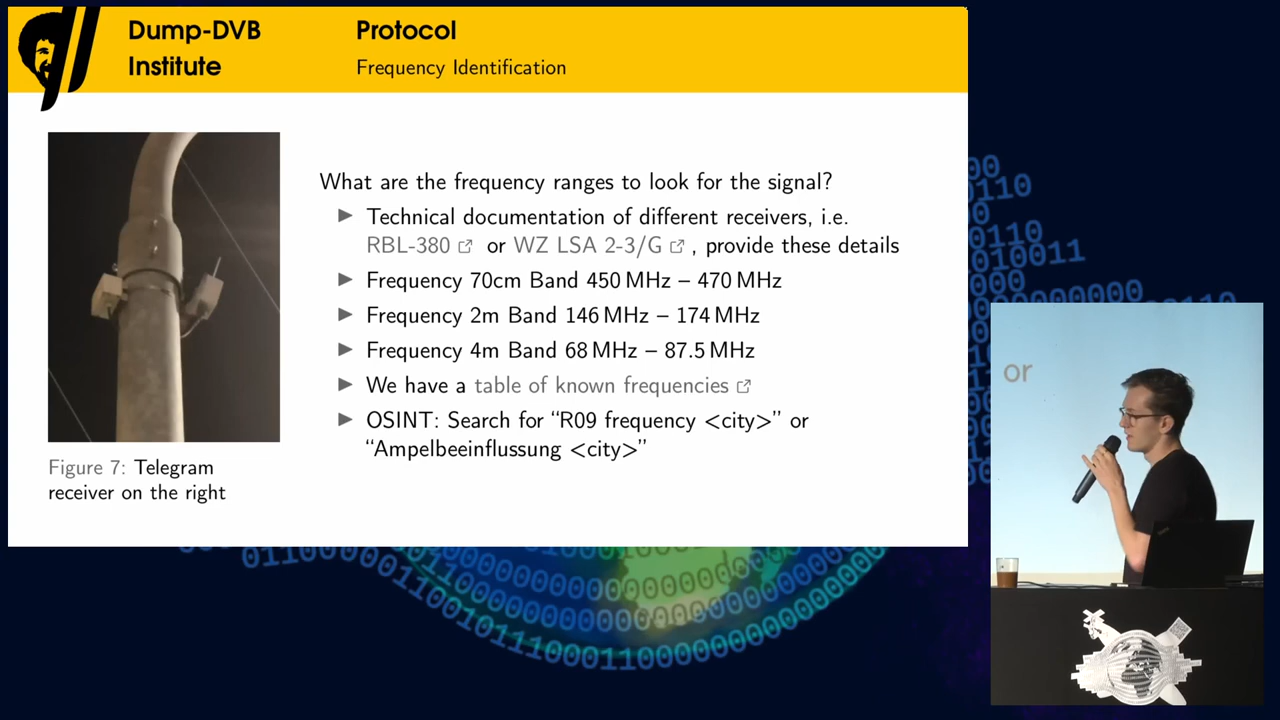 Dump-DVB
Institute
Protocol
Frequency Identification
What are the frequency ranges to look for the signal?
Technical documentation of different receivers, i.e.
RBL-380 or WZ LSA 2-3/G , provide these details
Frequency 70cm Band 450 MHz – 470 MHz
Frequency 2m Band 146 MHz – 174 MHz
Frequency 4m Band 68 MHz – 87.5 MHz
We have a table of known frequencies
OSINT: Search for “R09 frequency <city>” or
“Ampelbeeinflussung <city>”
Figure 7: Telegram
receiver on the right
or